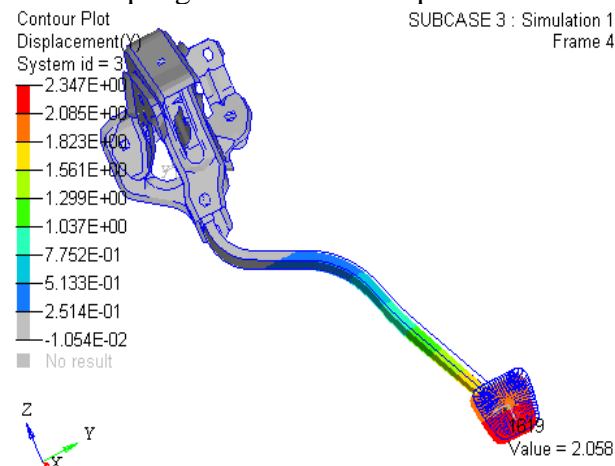 Contour Plot
Displacement(Y)
System id = 3
2.347E+00
2.085E+00
1.823E+00
1.561E+00
1.299E+00
1.037E+00
7.752E-01
5.133E-01
2.514E-01
-1.054E-02
No result
SUBCASE 3 : Simulation 1
Frame 4
Z
Y
X
1619
Value = 2.058